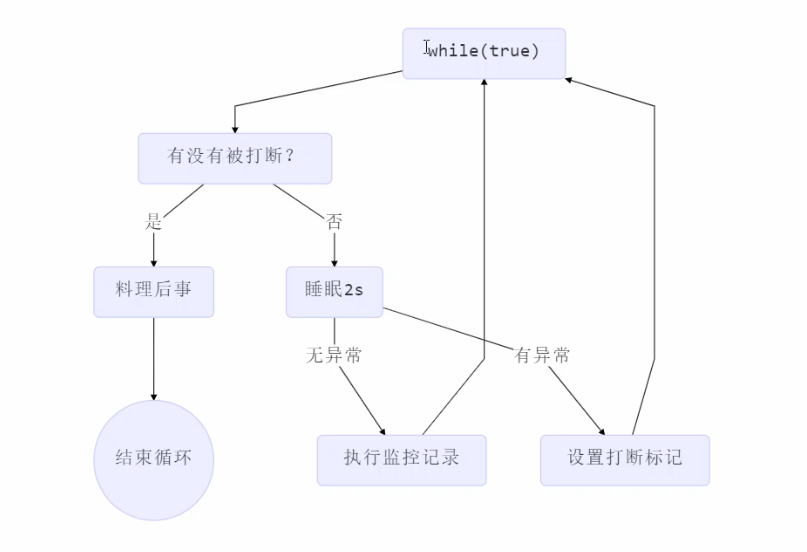 while(true)
有没有被打断？
是
否
料理后事
睡眠2s
无异常
有异常
结束循环
执行监控记录
设置打断标记